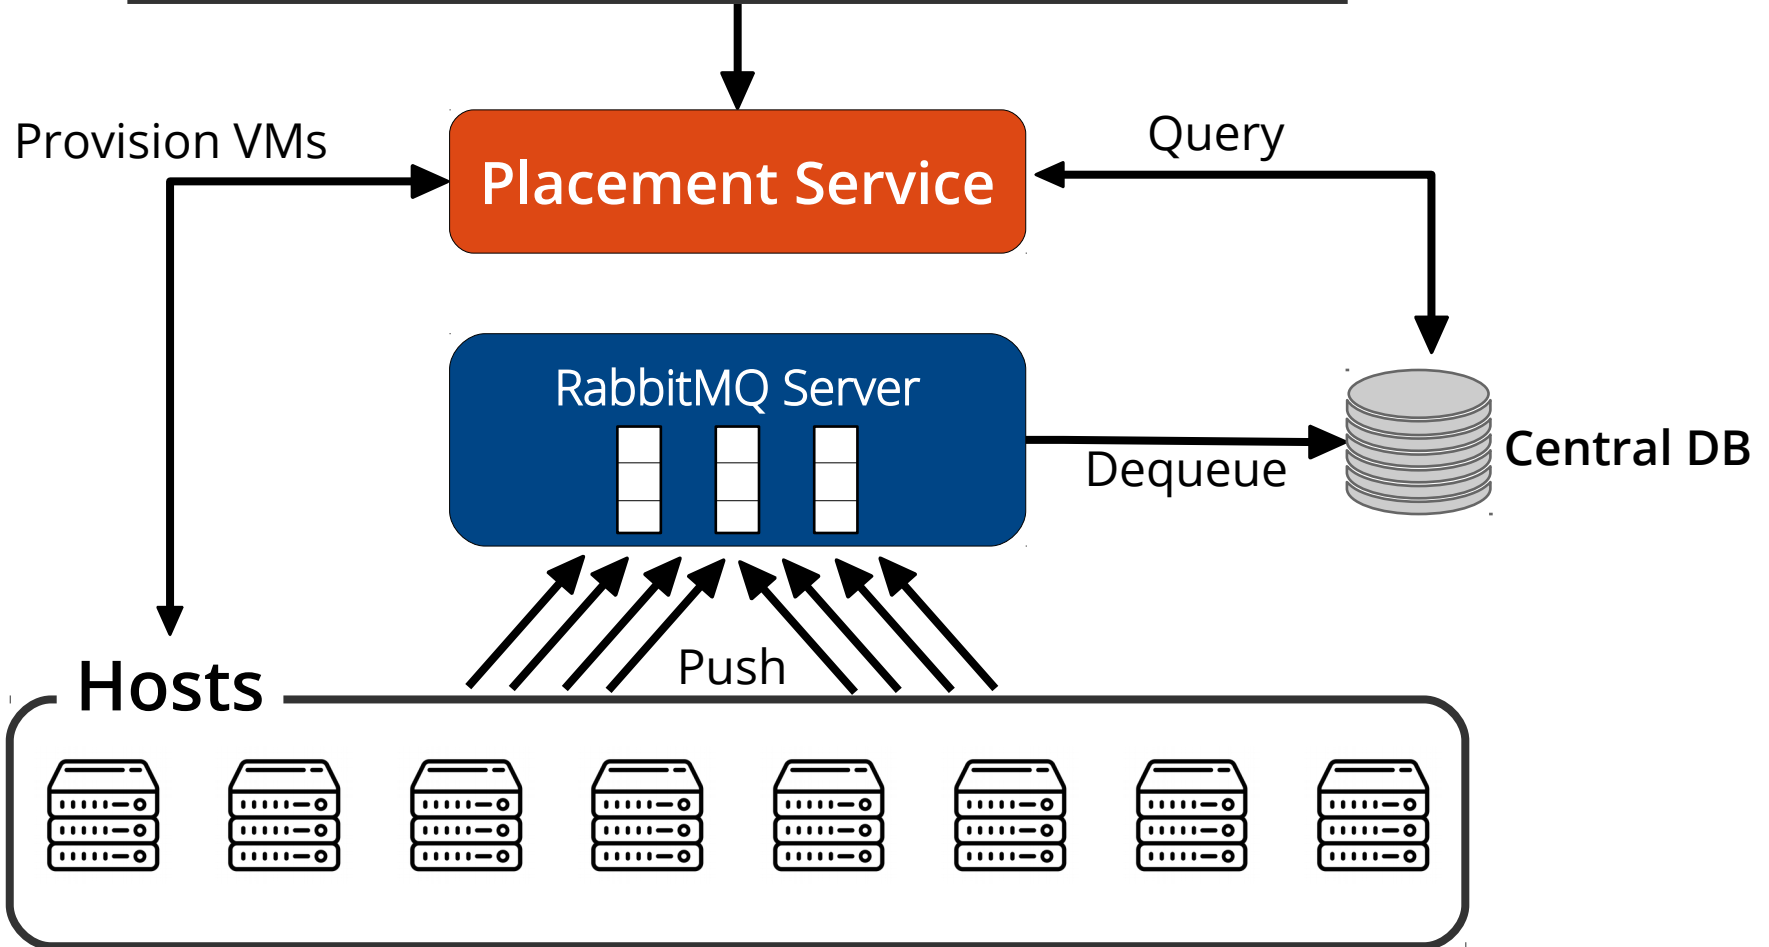 Provision VMs
Query
Placement Service
RabbitMQ Server
Dequeue
Central DB
Push
Hosts